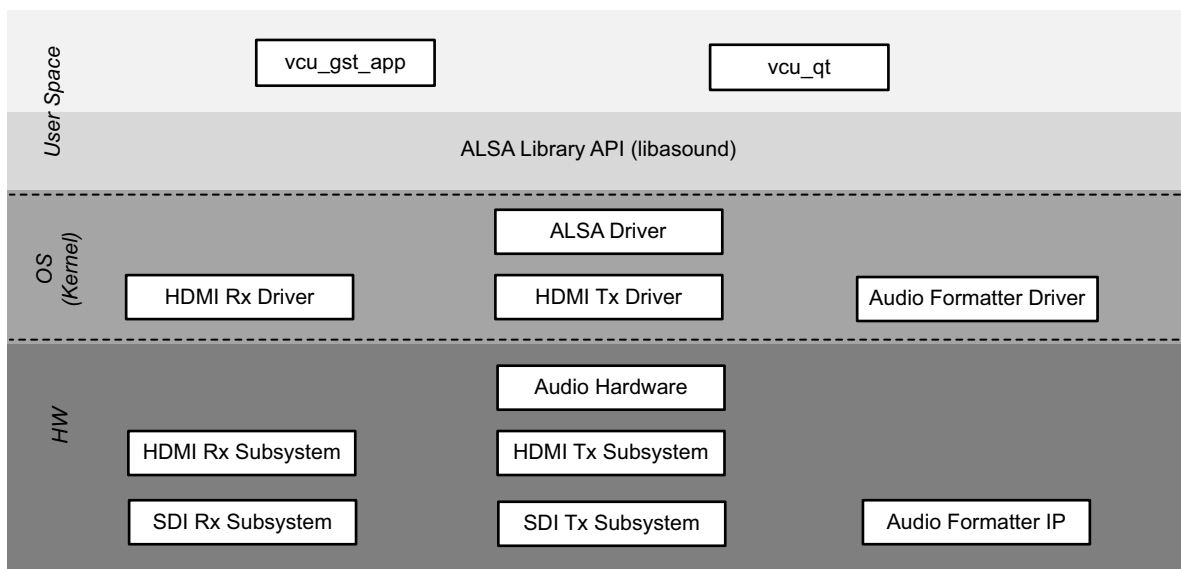 User Space
vcu_gst_app
vcu_qt
ALSA Library API (libasound)
OS
(Kernel)
ALSA Driver
HDMI Rx Driver
HDMI Tx Driver
Audio Formatter Driver
HW
Audio Hardware
HDMI Rx Subsystem
HDMI Tx Subsystem
SDI Rx Subsystem
SDI Tx Subsystem
Audio Formatter IP